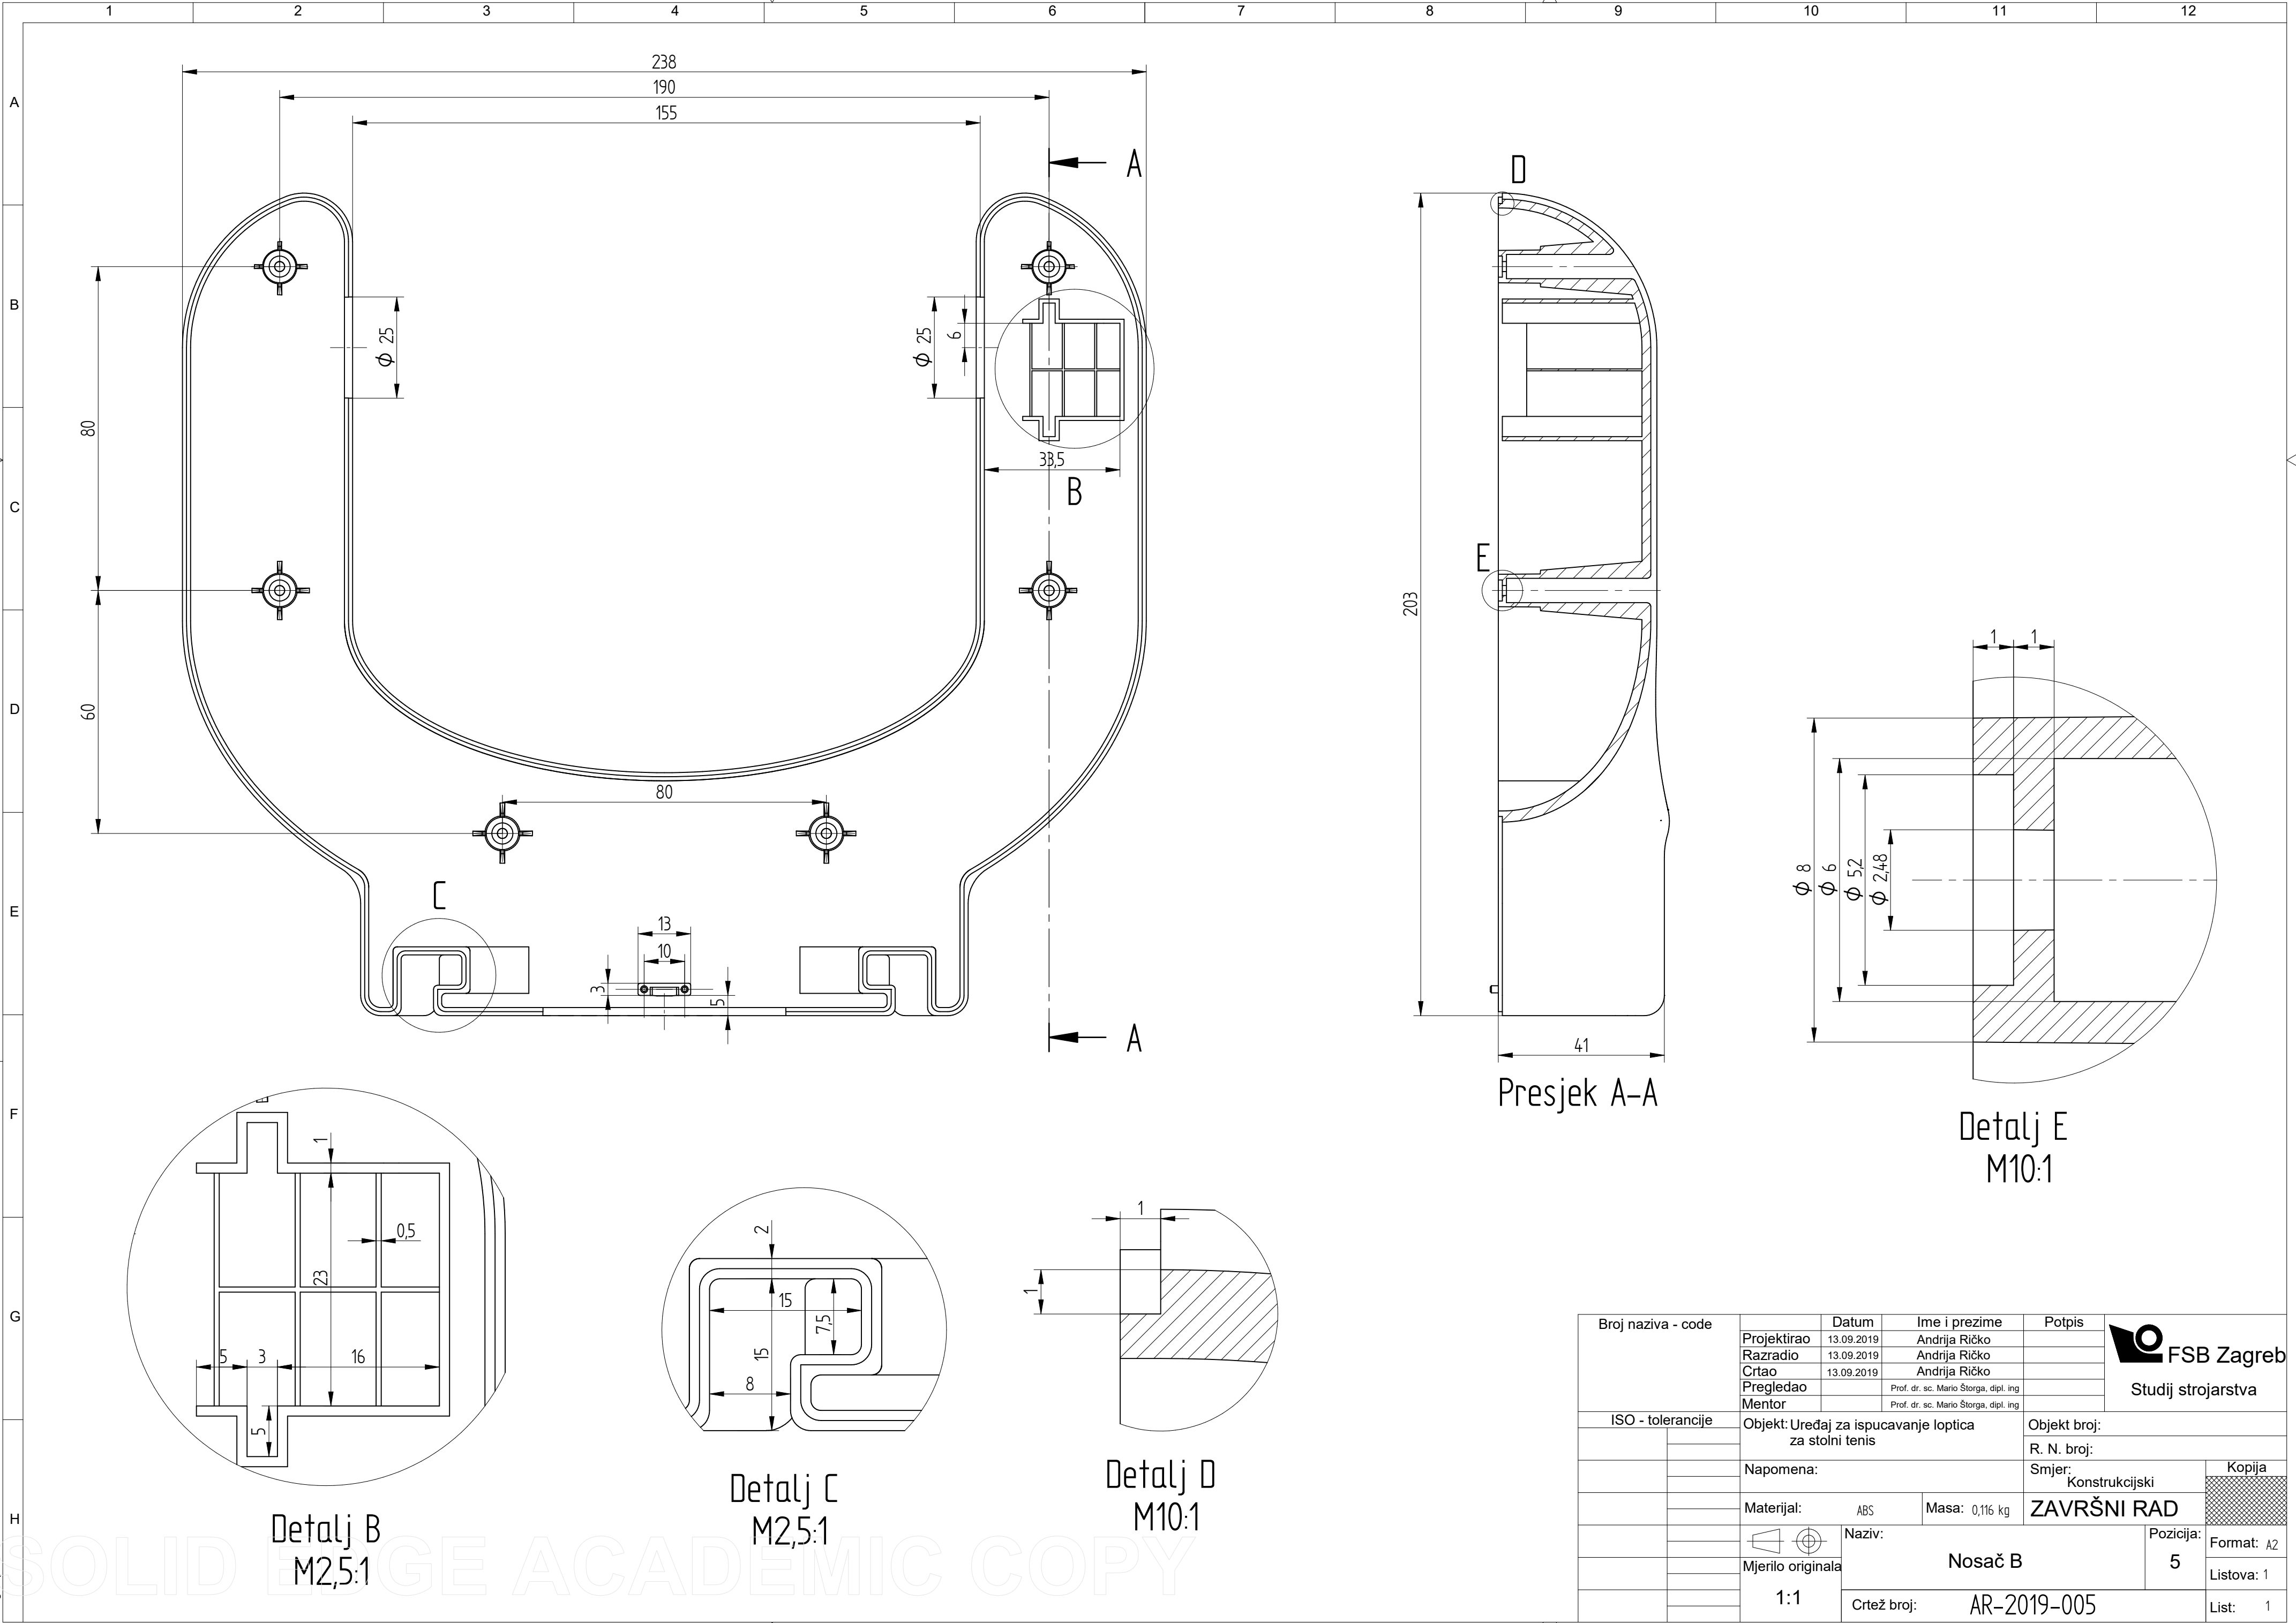 1 2 3 4 5 6 7 8 9 10 11 12
A
B
C
D
E
F
G
H
238
190
155
A
A
80
60
ϕ 25
ϕ 25
6
33,5
B
80
C
13
10
3
5
D
E
203
41
Presjek A-A
1 1
ϕ 8
ϕ 6
ϕ 5,2
ϕ 2,48
Detalj E
M10:1
1
0,5
23
5 3 16
5
Detalj B
M2,5:1
2
15
7,5
15
8
Detalj C
M2,5:1
1
1
Detalj D
M10:1
SOLID EDGE ACADEMIC COPY
Broj naziva - code
Datum Ime i prezime Potpis
Projektirao 13.09.2019 Andrija Ričko
Razradio 13.09.2019 Andrija Ričko
Crtao 13.09.2019 Andrija Ričko
Pregledao Prof. dr. sc. Mario Štorga, dipl. ing
Mentor Prof. dr. sc. Mario Štorga, dipl. ing
FSB Zagreb
Studij strojarstva
ISO - tolerancije
Objekt: Uređaj za ispucavanje loptica
za stolni tenis
Objekt broj:
R. N. broj:
Napomena:
Smjer:
Konstrukcijski
Kopija
Materijal: ABS
Masa: 0,116 kg
ZAVRŠNI RAD
Naziv:
Nosač B
Pozicija:
5
Format: A2
Listova: 1
Mjerilo originala
1:1
Crtež broj: AR-2019-005
List: 1